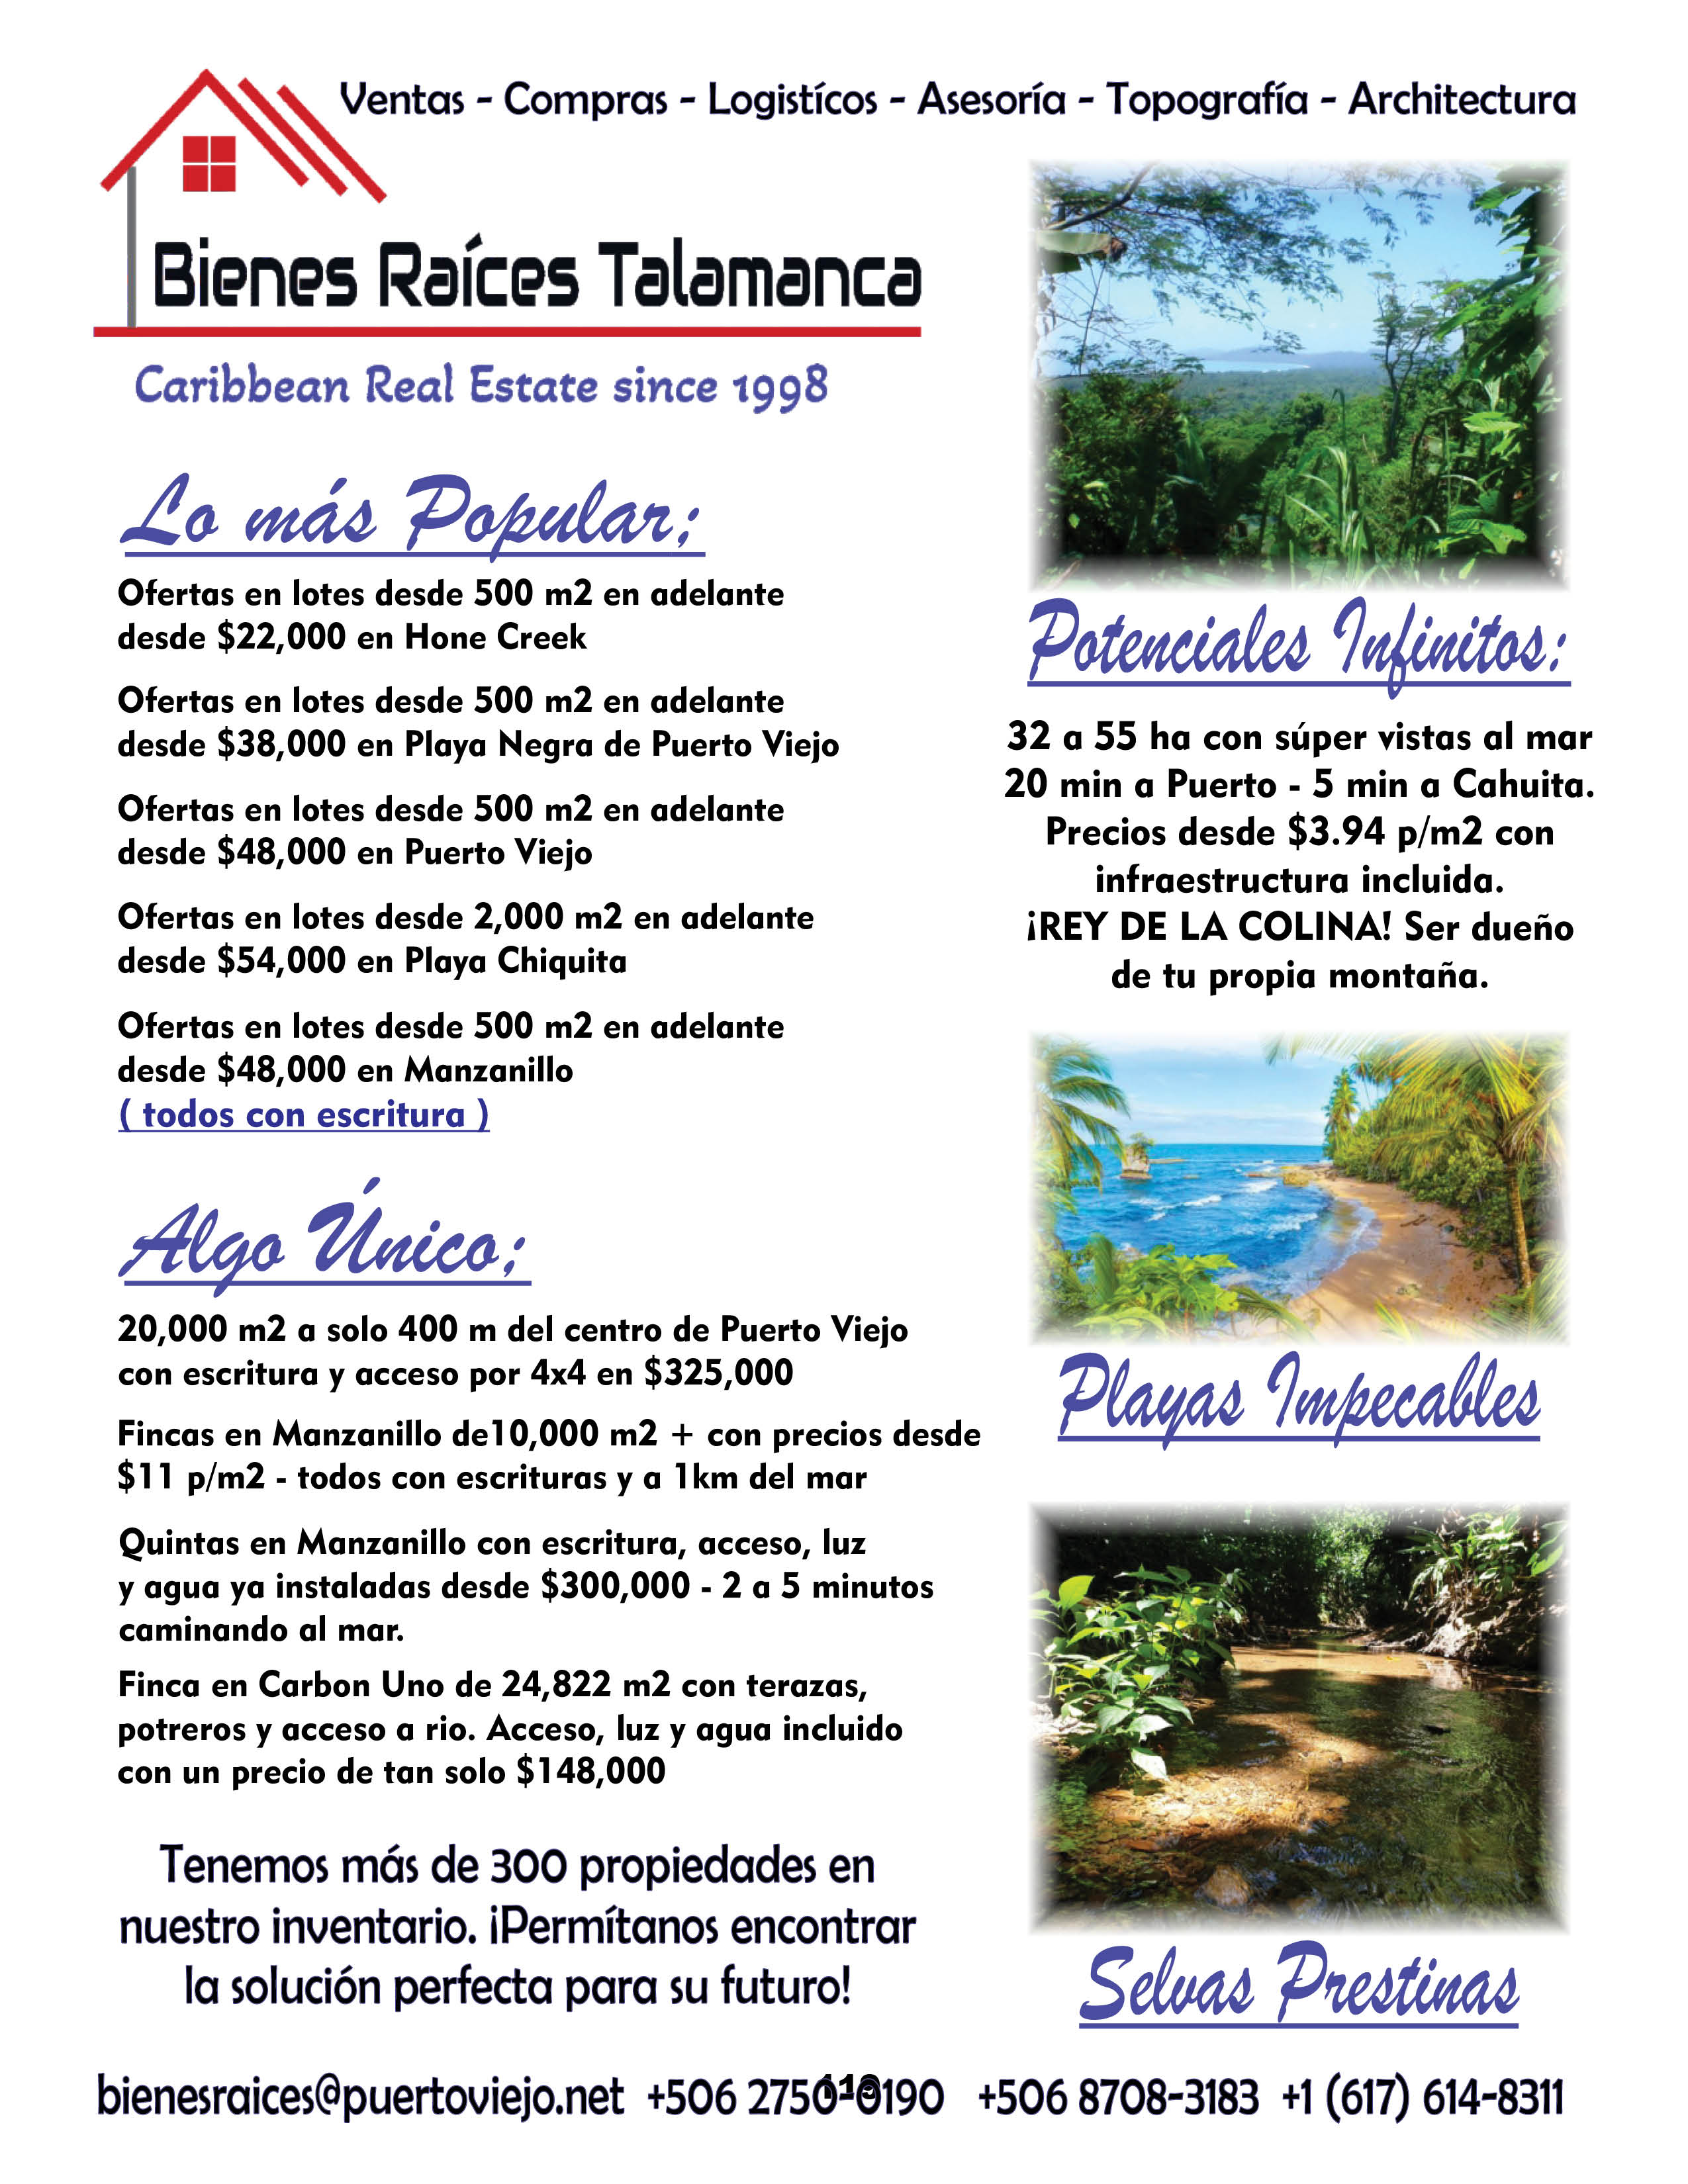 Ventas - Compras - Logistícos - Asesoría - Topografía - Architectura
Bienes Raíces Talamanca
Caribbean Real Estate since 1998
Lo más Popular;
Ofertas en lotes desde 500 m2 en adelante
desde $22,000 en Hone Creek
Ofertas en lotes desde 500 m2 en adelante
desde $38,000 en Playa Negra de Puerto Viejo
Ofertas en lotes desde 500 m2 en adelante
desde $48,000 en Puerto Viejo
Ofertas en lotes desde 2,000 m2 en adelante
desde $54,000 en Playa Chiquita
Ofertas en lotes desde 500 m2 en adelante
desde $48,000 en Manzanillo
( todos con escritura )
Algo Único;
20,000 m2 a solo 400 m del centro de Puerto Viejo
con escritura y acceso por 4x4 en $325,000
Fincas en Manzanillo de10,000 m2 + con precios desde
$11 p/m2 - todos con escrituras y a 1km del mar
Quintas en Manzanillo con escritura, acceso, luz
y agua ya instaladas desde $300,000 - 2 a 5 minutos
caminando al mar.
Finca en Carbon Uno de 24,822 m2 con terazas,
potreros y acceso a rio. Acceso, luz y agua incluido
con un precio de tan solo $148,000
Tenemos más de 300 propiedades en
nuestro inventario. ¡Permítanos encontrar
la solución perfecta para su futuro!
Potenciales Infinitos:
32 a 55 ha con súper vistas al mar
20 min a Puerto - 5 min a Cahuita.
Precios desde $3.94 p/m2 con
infraestructura incluida.
¡REY DE LA COLINA! Ser dueño
de tu propia montaña.
Playas Impecables
Selvas Prestinas
bienesraices@puertoviejo.net +506 2750-0190 +506 8708-3183 +1 (617) 614-8311